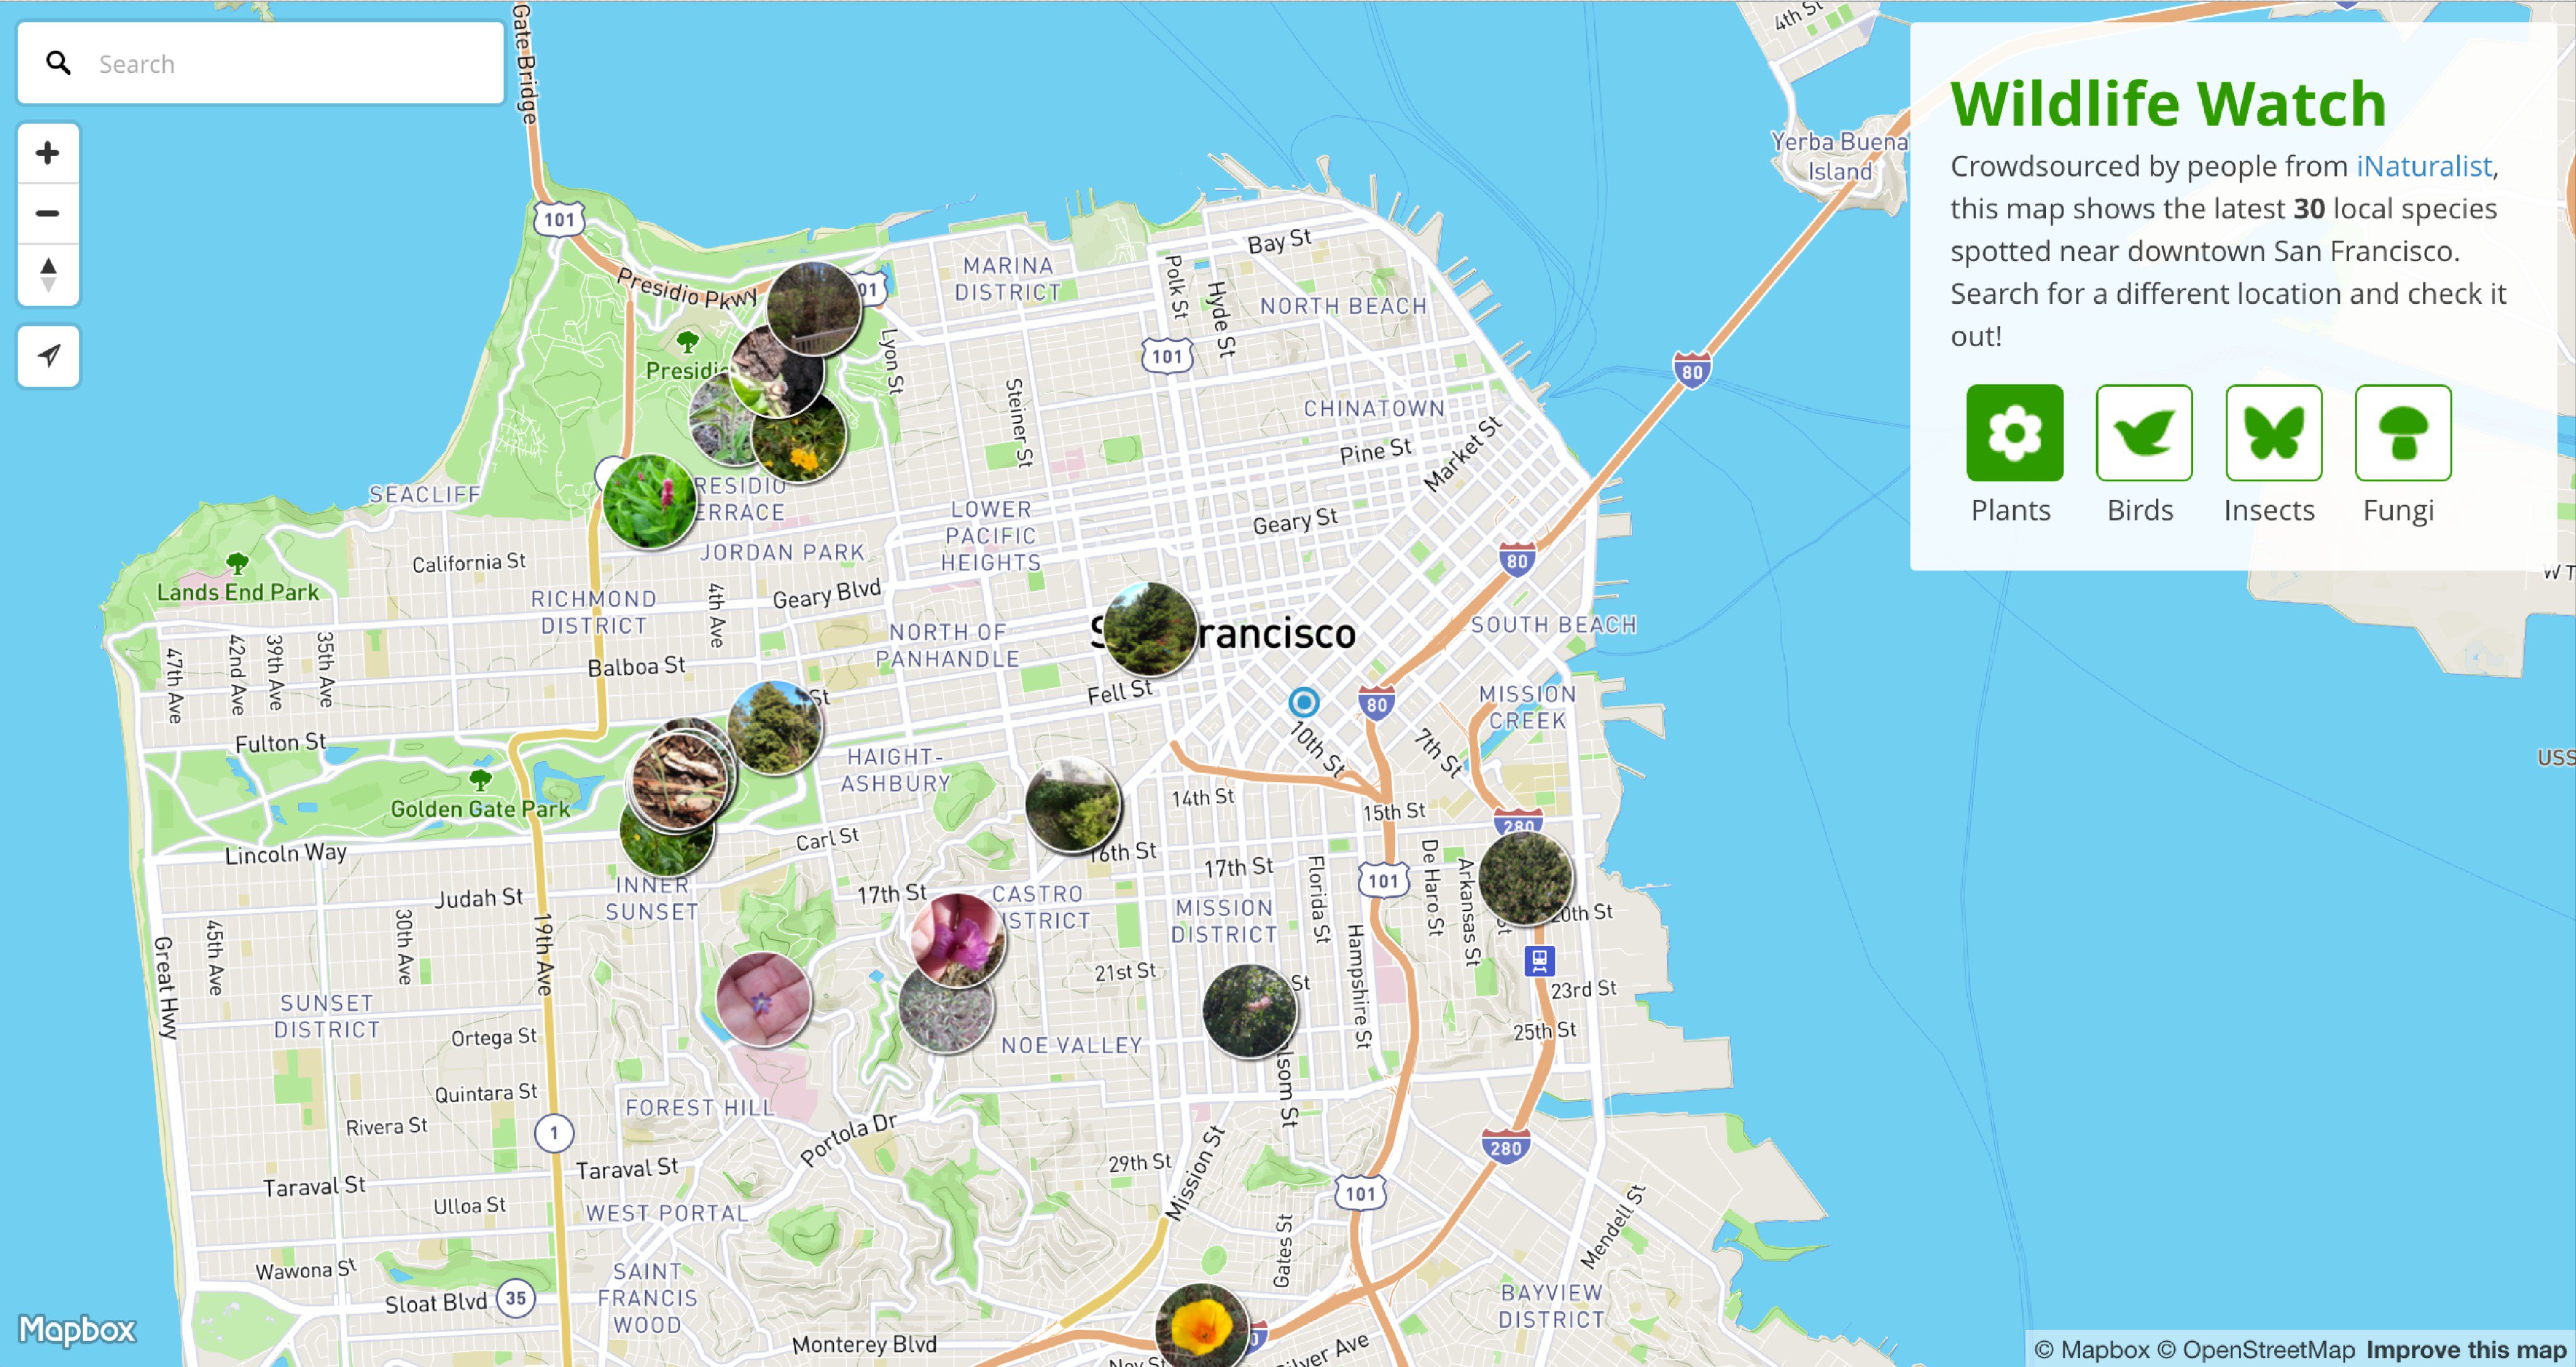 Search
Gate Bridge
4th St
Wildlife Watch
Crowdsourced by people from iNaturalist,
this map shows the latest 30 local species
spotted near downtown San Francisco.
Search for a different location and check it
out!
Plants
Birds
Insects
Fungi
Yerba Buena
Island
101
Presidio Pkwy
01
MARINA
DISTRICT
Bay St
Polk St
Hyde St
NORTH BEACH
101
Lyon St
Steiner St
80
CHINATOWN
Pine St
Market St
SEACLIFF
RESIDIO
ERRACE
LOWER
PACIFIC
HEIGHTS
Geary St
JORDAN PARK
California St
80
Lands End Park
RICHMOND
DISTRICT
4th Ave
Geary Blvd
NORTH OF
PANHANDLE
S
rancisco
SOUTH BEACH
W T
47th Ave
42nd Ave
39th Ave
35th Ave
Balboa St
St
Fell St
80
MISSION
CREEK
10th St
7th St
Fulton St
HAIGHT-
ASHBURY
USS
Golden Gate Park
14th St
15th St
280
Lincoln Way
Carl St
16th St
17th St
101
De Haro St
Arkansas St
St
Florida St
INNER
SUNSET
Judah St
17th St
CASTRO
ISTRICT
MISSION
DISTRICT
20th St
Great Hwy
45th Ave
30th Ave
19th Ave
Hampshire St
21st St
St
23rd St
SUNSET
DISTRICT
Ortega St
NOE VALLEY
25th St
lsom St
Quintara St
FOREST HILL
Rivera St
1
Portola Dr
280
Taraval St
Taraval St
29th St
Mission St
101
Ulloa St
WEST PORTAL
Gates St
Mendell St
Wawona St
SAINT
FRANCIS
WOOD
Sloat Blvd
35
BAYVIEW
DISTRICT
Monterey Blvd
ilver Ave
Mapbox
© Mapbox © OpenStreetMap Improve this map